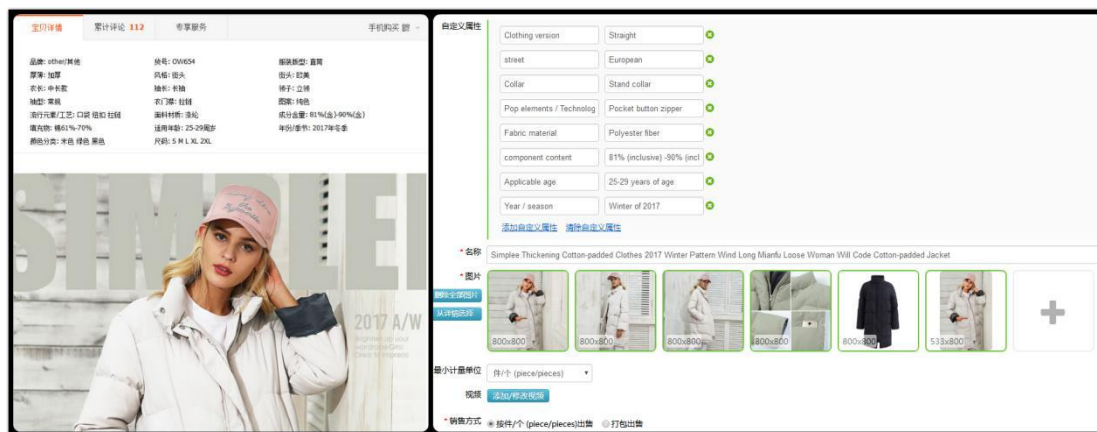 宝贝详情 累计评论 112 专享服务 手机购买
品牌: other/其他 货号: OW654 服装版型: 直筒
厚薄: 加厚 风格: 街头 街头: 欧美
衣长: 中长款 袖长: 长袖 领子: 立领
袖型: 常规 衣门襟: 拉链 图案: 纯色
流行元素/工艺: 口袋 纽扣 拉链 面料材质: 涤纶 成分含量: 81%(含)-90%(含)
填充物: 棉61%-70% 适用年龄: 25-29周岁 年份/季节: 2017年冬季
颜色分类: 米色 绿色 黑色 尺码: S M L XL 2XL
SIMPLEE
2017 A/W
Brighten up your
自定义属性
Clothing version Straight
street European
Collar Stand collar
Pop elements / Technolog Pocket button zipper
Fabric material Polyester fiber
component content 81% (inclusive) -90% (incl
Applicable age 25-29 years of age
Year / season Winter of 2017
添加自定义属性 清除自定义属性
* 名称 Simplee Thickening Cotton-padded Clothes 2017 Winter Pattern Wind Long Mianfu Loose Woman Will Code Cotton-padded Jacket
* 图片
删除全部图片
从详情选择
800x800 800x800 800x800 800x800 800x800 533x800
最小计量单位 件/个 (piece/pieces)
视频 添加/修改视频
* 销售方式 按件/个 (piece/pieces)出售 打包出售